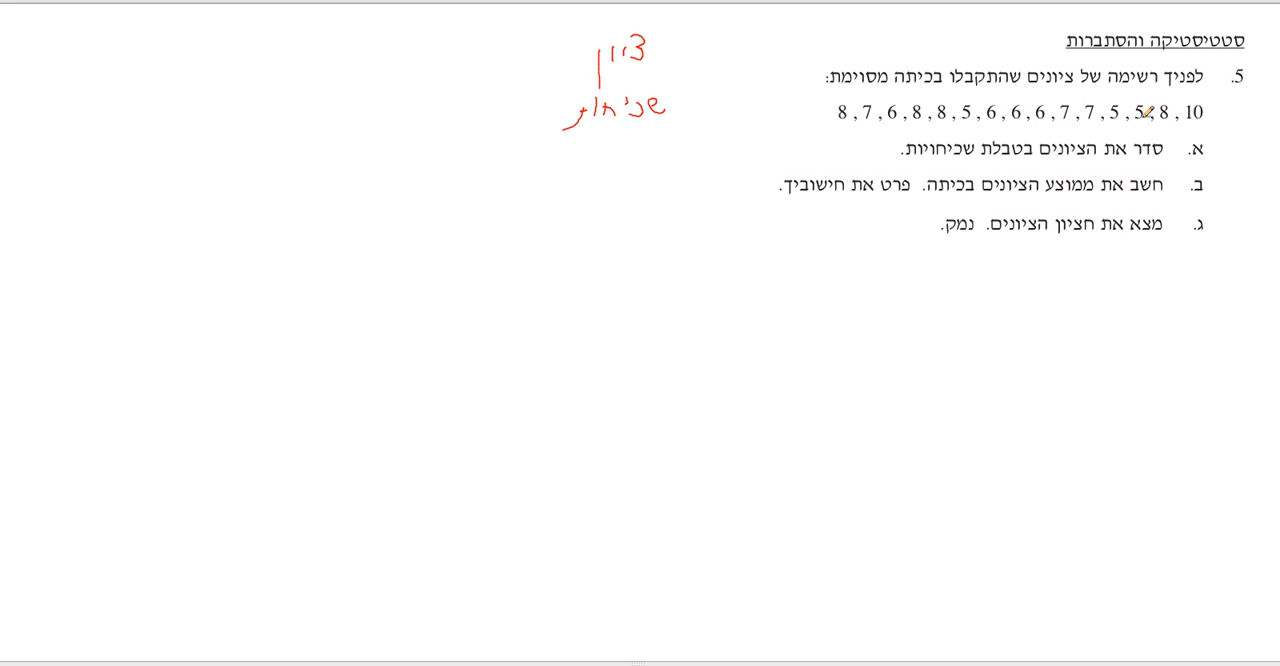 סטטיסטיקה והסתברות
5. לפניך רשימה של ציונים שהתקבלו בכיתה מסוימת:
8 , 7 , 6 , 8 , 8 , 5 , 6 , 6 , 6 , 7 , 7 , 5 , 5 , 8 , 10
א. סדר את הציונים בטבלת שכיחויות.
ב. חשב את ממוצע הציונים בכיתה. פרט את חישוביך.
ג. מצא את חציון הציונים. נמק.
ציון
שכיחות